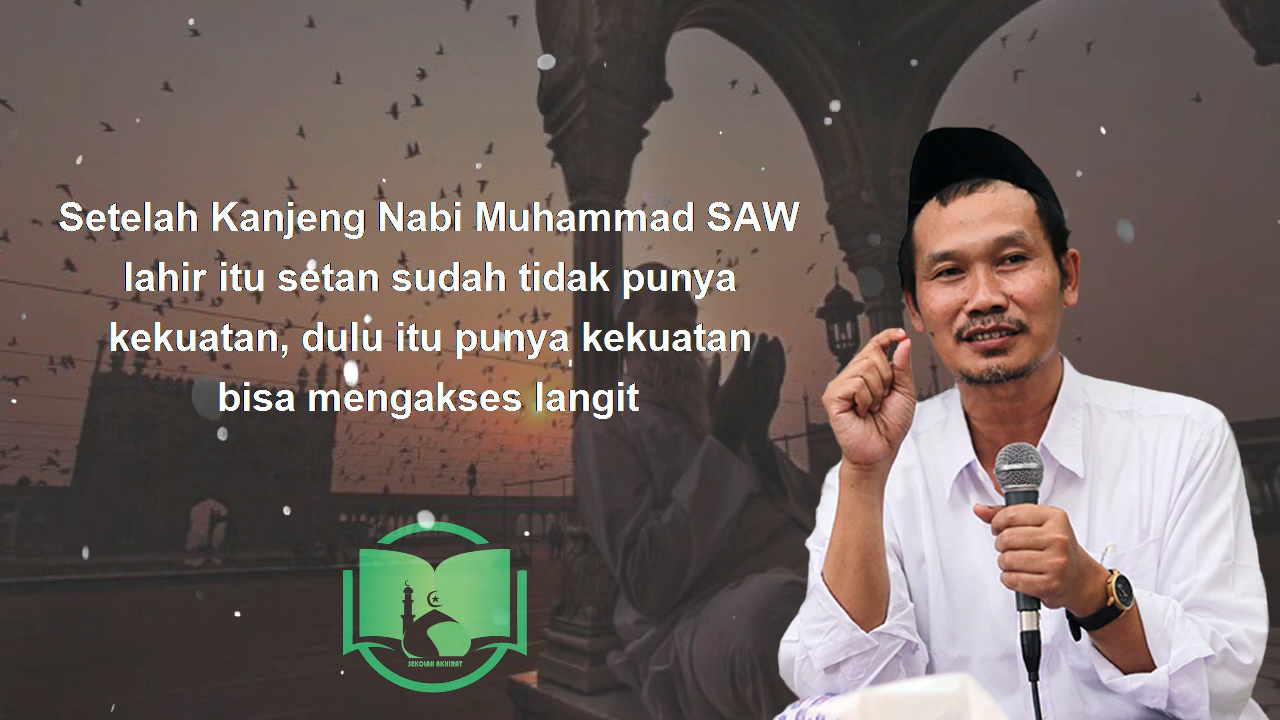 Setelah Kanjeng Nabi Muhammad SAW
lahir itu setan sudah tidak punya
kekuatan, dulu itu punya kekuatan
bisa mengakses langit
SEKOLAH AKHIRAT